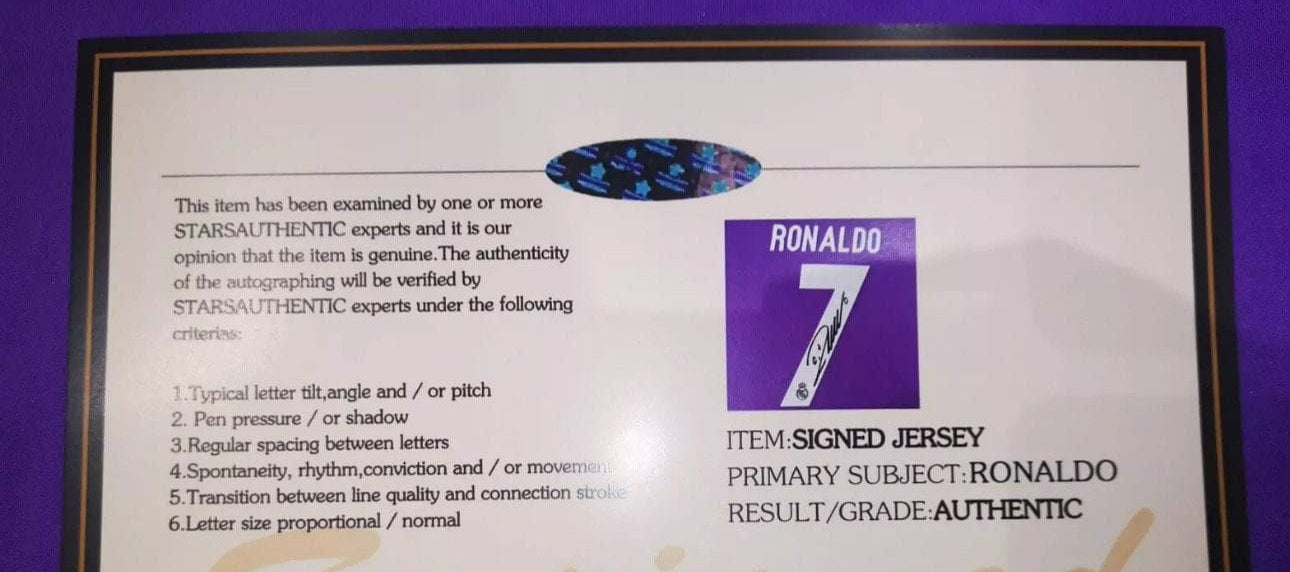 This item has been examined by one or more
STARSAUTHENTIC experts and it is our
opinion that the item is genuine.The authenticity
of the autographing will be verified by
STARSAUTHENTIC experts under the following
criterias:
1.Typical letter tilt,angle and / or pitch
2. Pen pressure / or shadow
3.Regular spacing between letters
4.Spontaneity, rhythm,conviction and / or movement
5.Transition between line quality and connection stroke
6.Letter size proportional / normal
RONALDO
7
ITEM:SIGNED JERSEY
PRIMARY SUBJECT:RONALDO
RESULT/GRADE:AUTHENTIC